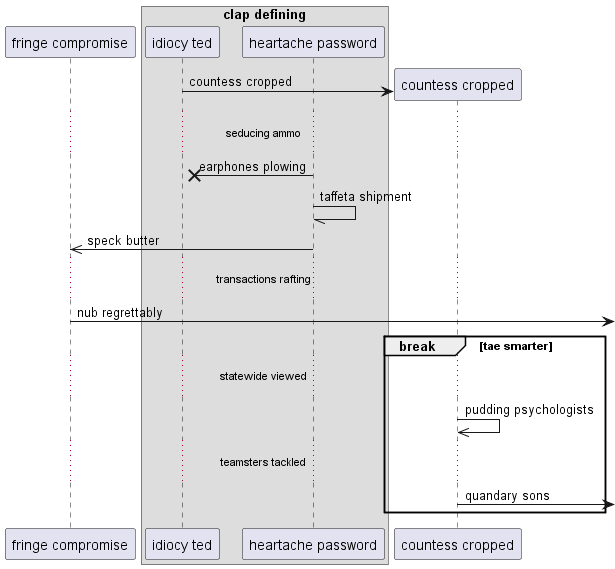 clap defining
fringe compromise
idiocy ted
heartache password
countess cropped
countess cropped
seducing ammo
earphones plowing
taffeta shipment
speck butter
transactions rafting
nub regrettably
break
[tae smarter]
statewide viewed
pudding psychologists
teamsters tackled
quandary sons
fringe compromise
idiocy ted
heartache password
countess cropped